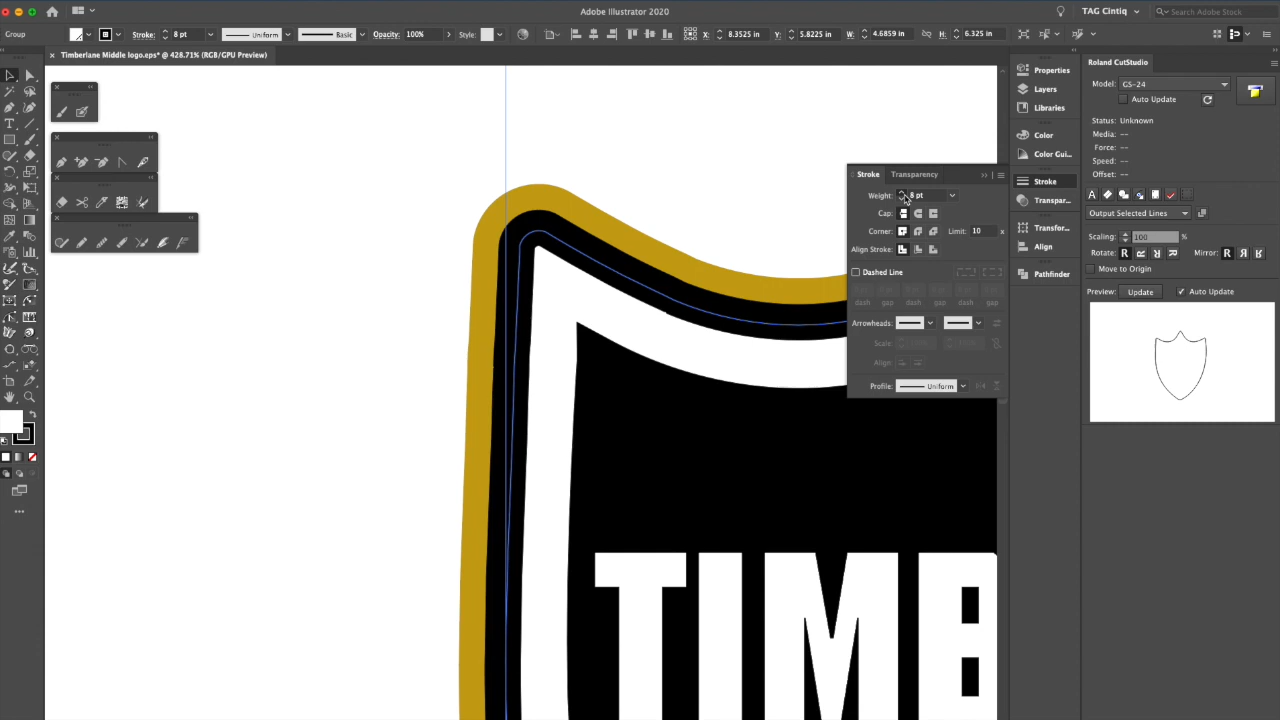 Adobe Illustrator 2020
TAG Cintiq
Search Adobe Stock
Group
Stroke: 8 pt
Uniform
Basic
Opacity: 100%
Style:
X: 8.3525 in
Y: 5.8225 in
W: 4.6859 in
H: 6.325 in
Timberlane Middle logo.eps* @ 428.71% (RGB/GPU Preview)
Properties
Layers
Libraries
Color
Color Gui...
Stroke
Transpar...
Transfor...
Align
Pathfinder
Stroke
Transparency
Weight: 8 pt
Cap:
Corner:
Limit: 10 x
Align Stroke:
Dashed Line
dash gap dash gap dash gap
Arrowheads:
Scale:
Align:
Profile: Uniform
Roland CutStudio
Model: GS-24
Auto Update
Status: Unknown
Media: --
Force: --
Speed: --
Offset: --
Output Selected Lines
Scaling: 100 %
Rotate: R R R R
Mirror: R R R
Move to Origin
Preview: Update
Auto Update
TIMB